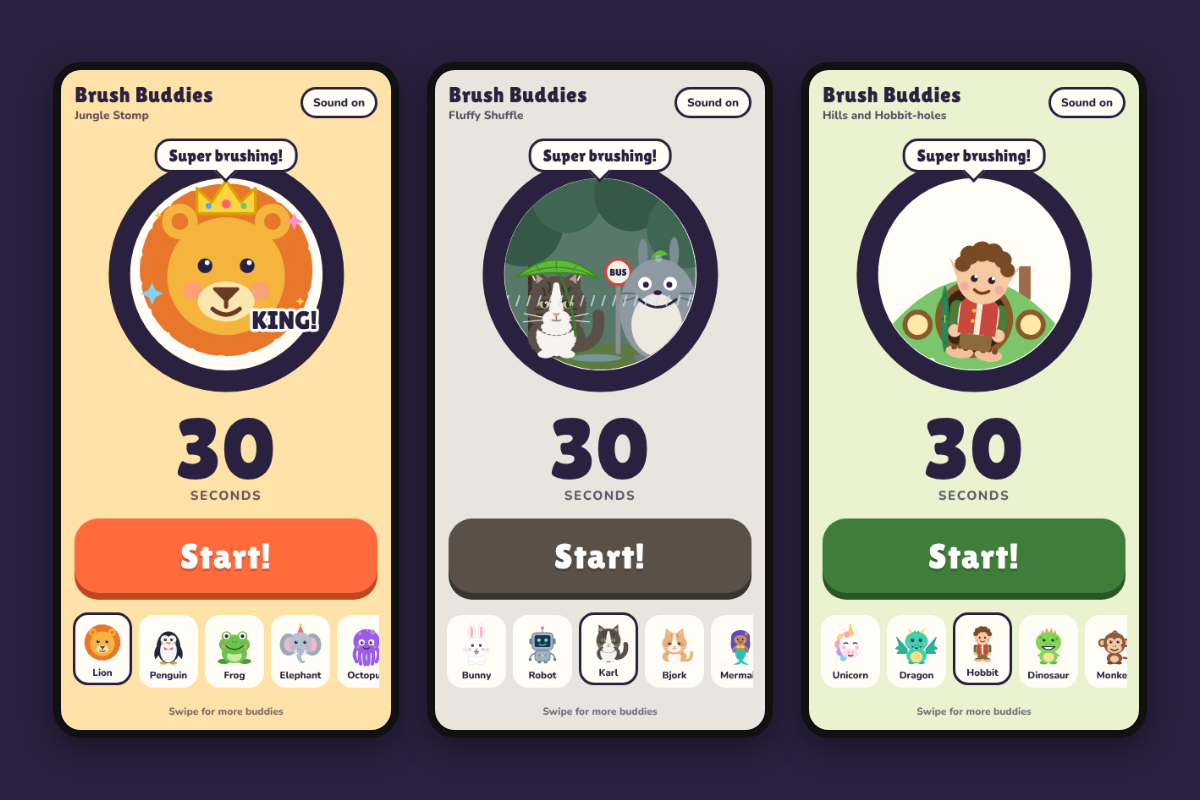 Brush Buddies
Jungle Stomp
Sound on
Super brushing!
KING!
30
SECONDS
Start!
Lion
Penguin
Frog
Elephant
Octopu
Swipe for more buddies
Brush Buddies
Fluffy Shuffle
Sound on
Super brushing!
BUS
30
SECONDS
Start!
Bunny
Robot
Karl
Bjork
Mermai
Swipe for more buddies
Brush Buddies
Hills and Hobbit-holes
Sound on
Super brushing!
30
SECONDS
Start!
Unicorn
Dragon
Hobbit
Dinosaur
Monke
Swipe for more buddies